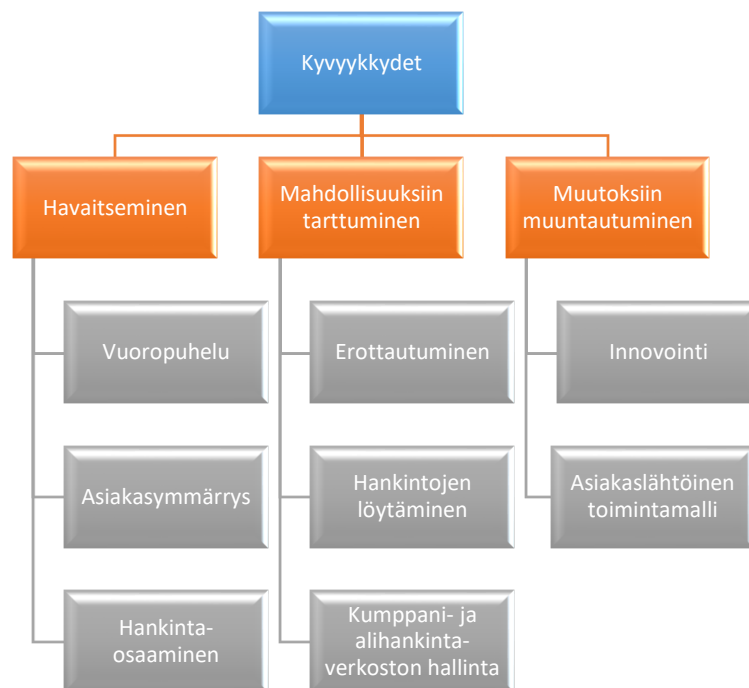 Kyvyykkydet
Havaitseminen
Mahdollisuuksiin
tarttuminen
Muutoksiin
muuntautuminen
Vuoropuhelu
Erottautuminen
Innovointi
Asiakasymmärrys
Hankintojen
löytäminen
Asiakaslähtöinen
toimintamalli
Hankinta-
osaaminen
Kumppani- ja
alihankinta-
verkoston hallinta